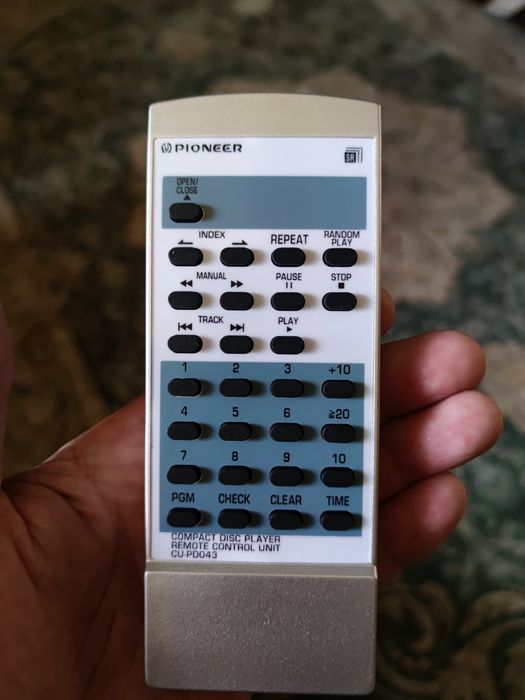 PIONEER
SR
OPEN/
CLOSE
INDEX REPEAT RANDOM
PLAY
MANUAL PAUSE STOP
TRACK PLAY
1 2 3 +10
4 5 6 ≧20
7 8 9 10
PGM CHECK CLEAR TIME
COMPACT DISC PLAYER
REMOTE CONTROL UNIT
CU-PD043